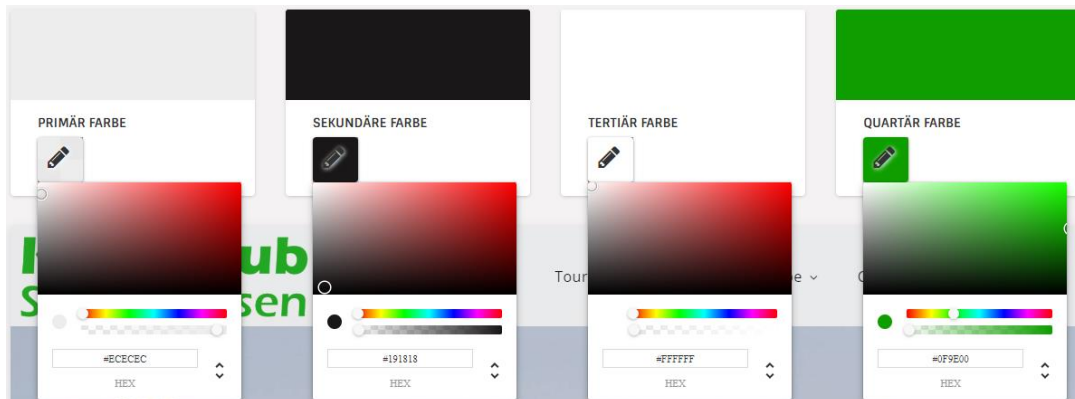 PRIMÄR FARBE
SEKUNDÄRE FARBE
TERTIÄR FARBE
QUARTÄR FARBE
ub
Tour
e
sen
#ECECEC
#191818
#FFFFFF
#0F9E00
HEX
HEX
HEX
HEX